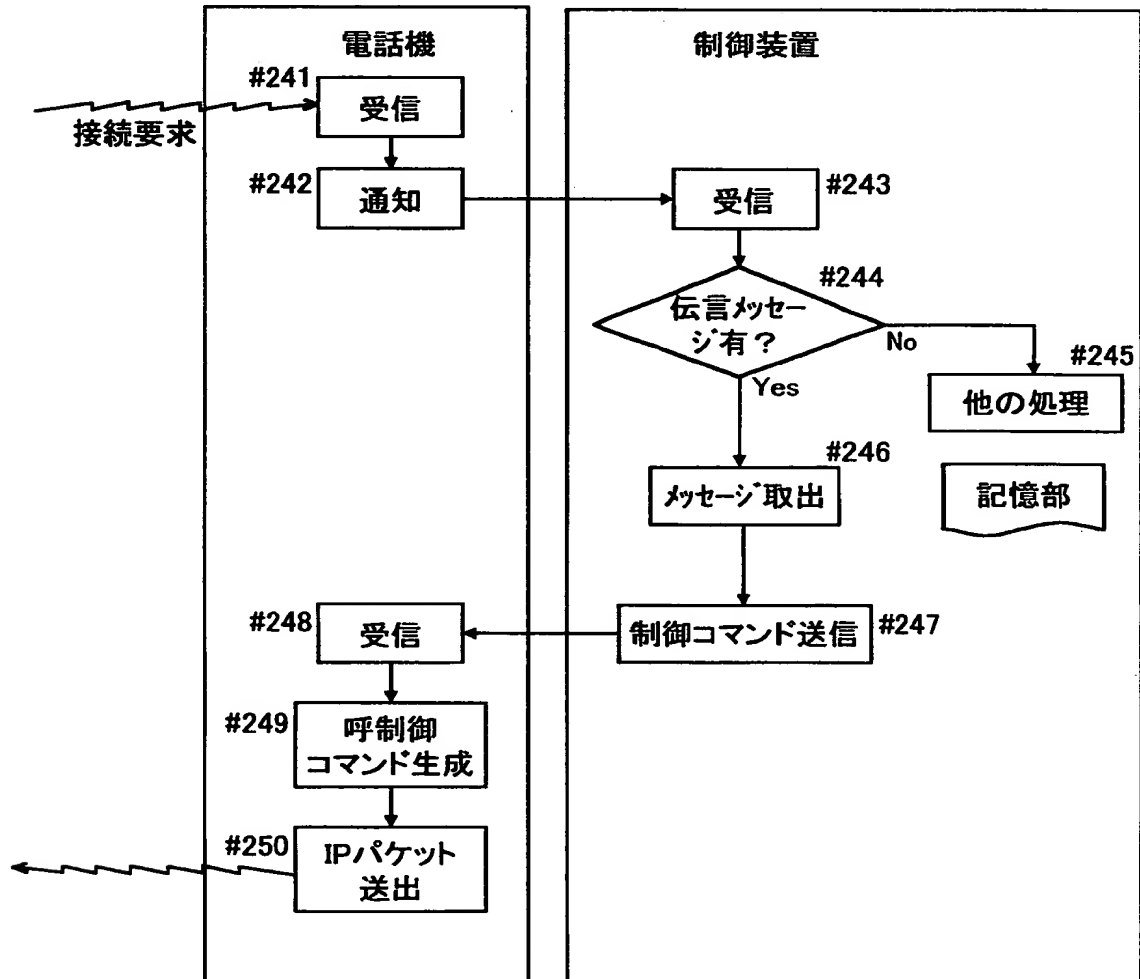 電話機
制御装置
#241
受信
接続要求
#242
通知
受信
#243
#244
伝言メッセー
ジ有？
No
Yes
#245
他の処理
#246
メッセージ取出
記憶部
#248
受信
制御コマンド送信
#247
#249
呼制御
コマンド生成
#250
IPパケット
送出